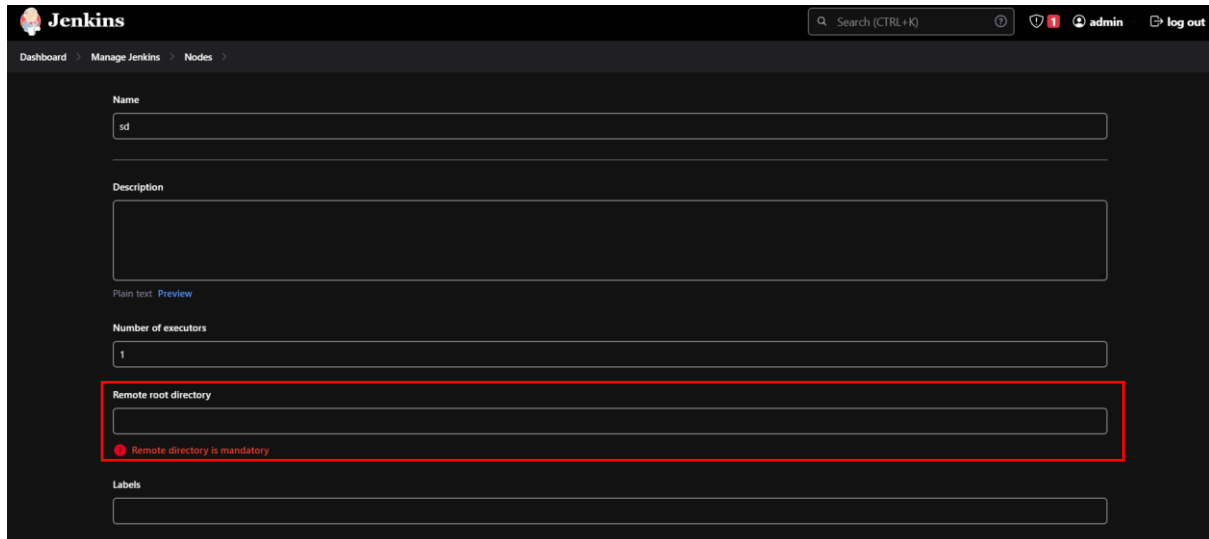 Jenkins
Search (CTRL+K)
1
admin
log out
Dashboard > Manage Jenkins > Nodes >
Name
sd
Description
Plain text Preview
Number of executors
1
Remote root directory
Remote directory is mandatory
Labels